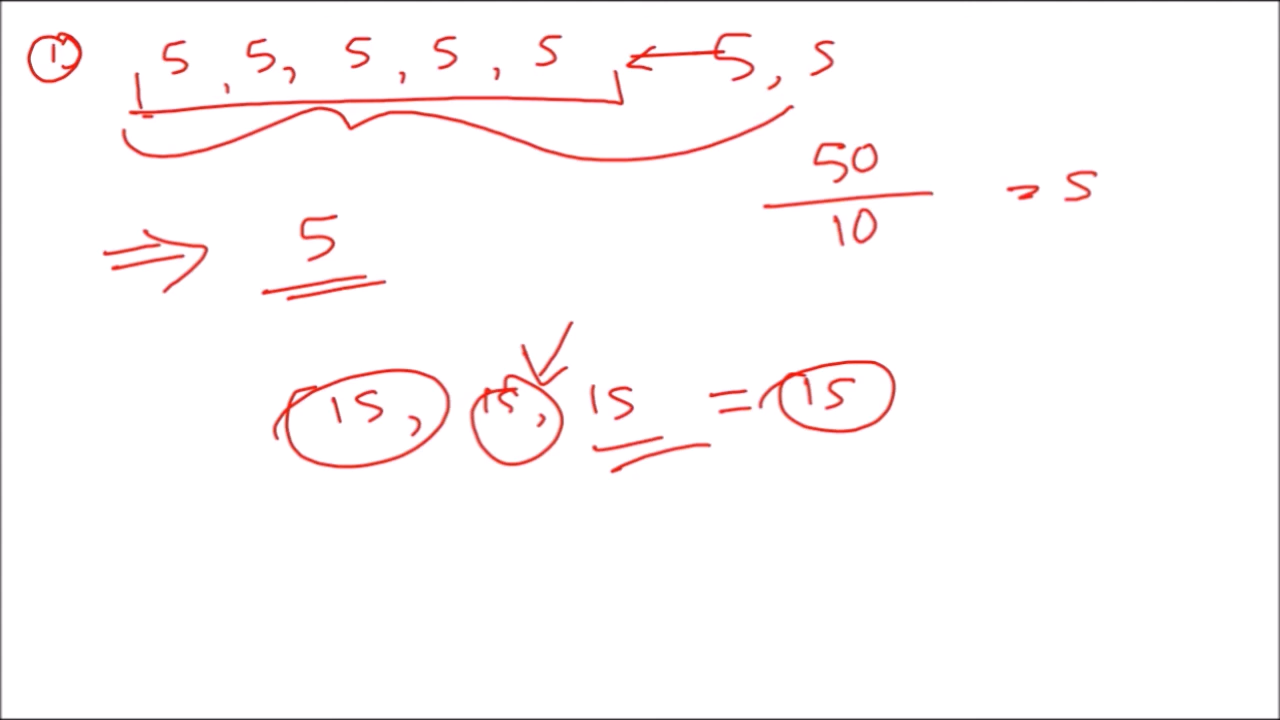 ① 5, 5, 5, 5, 5 ← 5, 5
50
10
= 5
⇒ 5
15, 15, 15 = 15